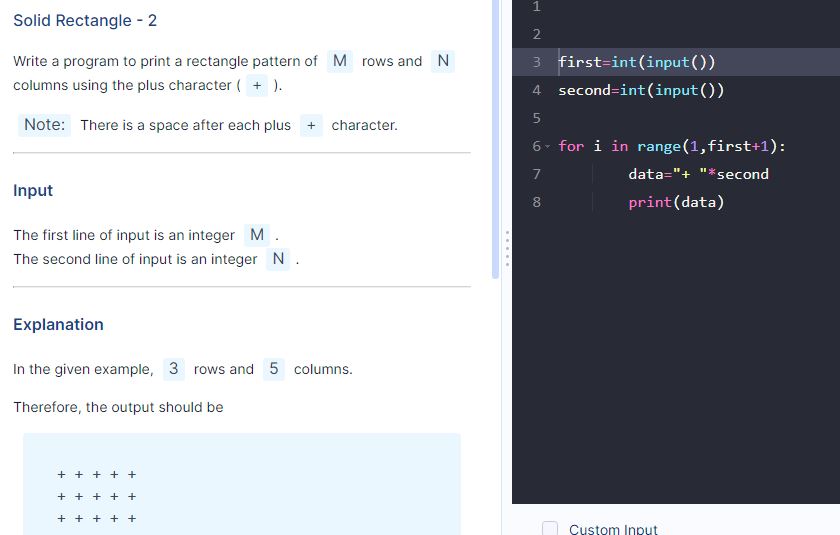 Solid Rectangle - 2
Write a program to print a rectangle pattern of M rows and N
columns using the plus character ( + ).
Note: There is a space after each plus + character.
Input
The first line of input is an integer M .
The second line of input is an integer N .
Explanation
In the given example, 3 rows and 5 columns.
Therefore, the output should be
+ + + + +
+ + + + +
+ + + + +
1
2
3 first=int(input())
4 second=int(input())
5
6 for i in range(1,first+1):
7 data="+ "*second
8 print(data)
Custom Input